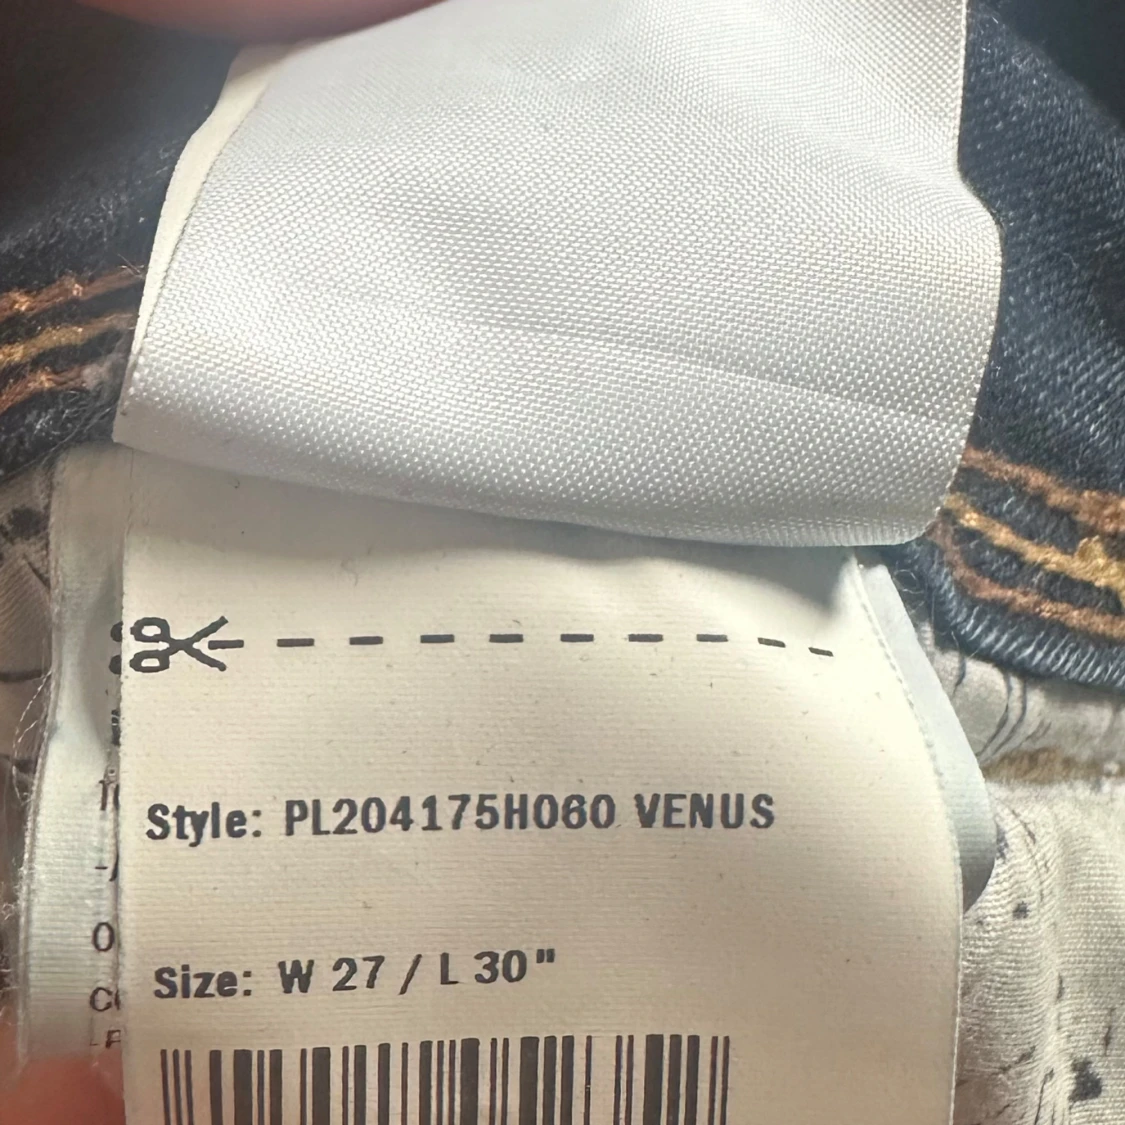 Style: PL204175H060 VENUS
Size: W 27 / L 30"